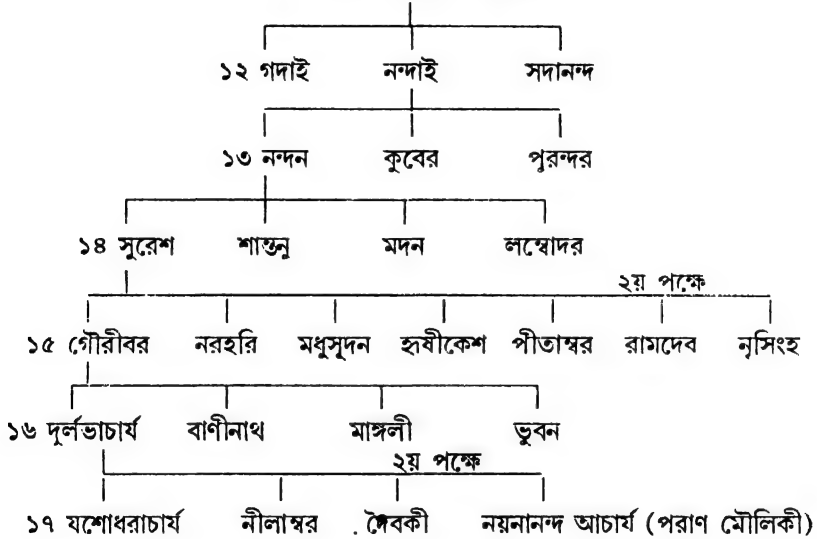 ১২ গদাই নন্দাই সদানন্দ
১৩ নন্দন কুবের পুরন্দর
১৪ সুরেশ শান্তনু মদন লম্বোদর
২য় পক্ষে
১৫ গৌরীবর নরহরি মধুসূদন হৃষীকেশ পীতাম্বর রামদেব নৃসিংহ
১৬ দুর্লভাচার্য বাণীনাথ মাঙ্গলী ভুবন
২য় পক্ষে
১৭ যশোধরাচার্য নীলাম্বর দৈবকী নয়নানন্দ আচার্য (পরাণ মৌলিকী)